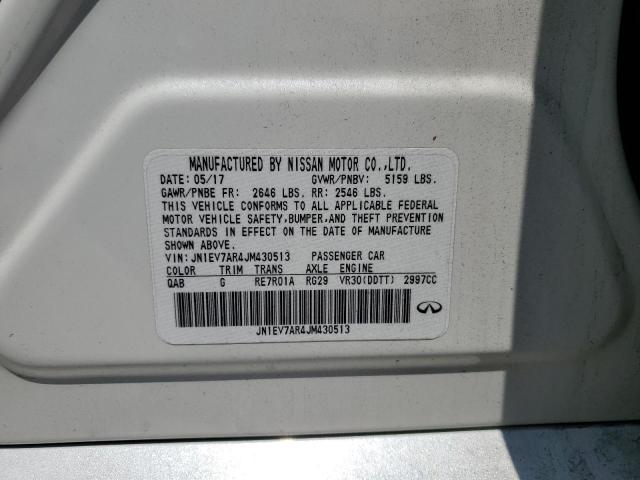 MANUFACTURED BY NISSAN MOTOR CO.,LTD.
DATE: 05/17 GVWR/PNBV: 5159 LBS.
GAWR/PNBE FR: 2646 LBS. RR: 2546 LBS.
THIS VEHICLE CONFORMS TO ALL APPLICABLE FEDERAL
MOTOR VEHICLE SAFETY,BUMPER,AND THEFT PREVENTION
STANDARDS IN EFFECT ON THE DATE OF MANUFACTURE
SHOWN ABOVE.
VIN: JN1EV7AR4JM430513 PASSENGER CAR
COLOR TRIM TRANS AXLE ENGINE
QAB G RE7R01A RG29 VR30(DDTT) 2997CC
JN1EV7AR4JM430513